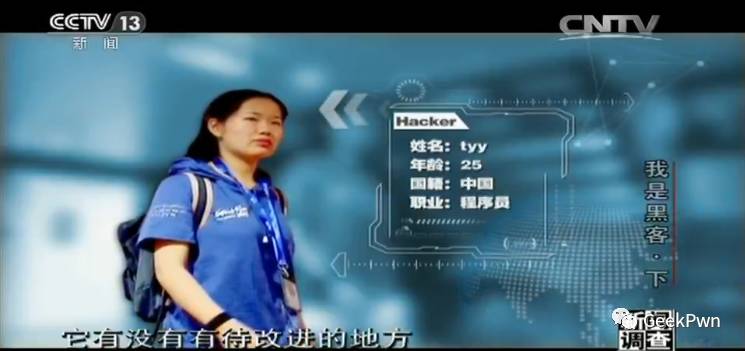 CCTV 13
新闻
CNTV
Hacker
姓名：tyy
年龄：25
国籍：中国
职业：程序员
我是黑客·下
它有没有有待改进的地方
新闻
调查
GeekPwn